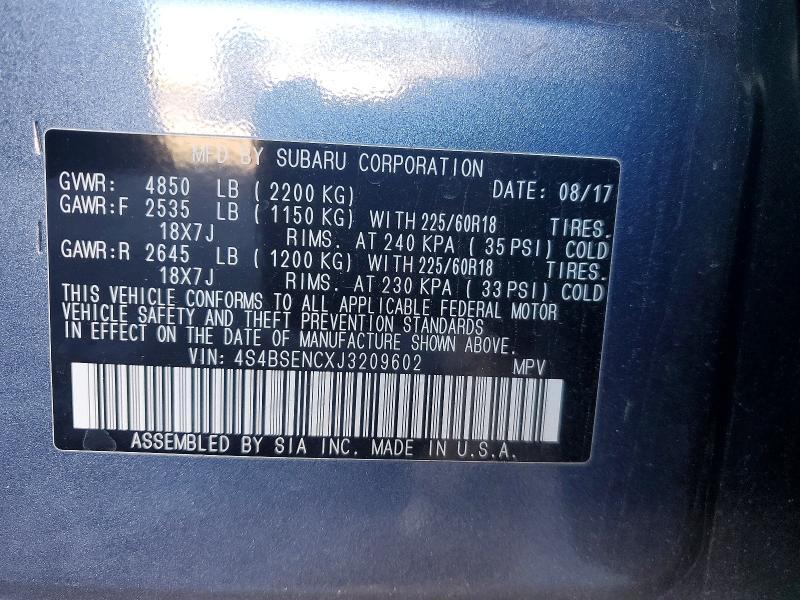 MFD BY SUBARU CORPORATION
GVWR: 4850 LB ( 2200 KG) DATE: 08/17
GAWR:F 2535 LB ( 1150 KG) WITH 225/60R18 TIRES.
18X7J RIMS. AT 240 KPA ( 35 PSI) COLD
GAWR:R 2645 LB ( 1200 KG) WITH 225/60R18 TIRES.
18X7J RIMS. AT 230 KPA ( 33 PSI) COLD
THIS VEHICLE CONFORMS TO ALL APPLICABLE FEDERAL MOTOR
VEHICLE SAFETY AND THEFT PREVENTION STANDARDS
IN EFFECT ON THE DATE OF MANUFACTURE SHOWN ABOVE.
VIN: 4S4BSENCXJ3209602 MPV
ASSEMBLED BY SIA INC. MADE IN U.S.A.